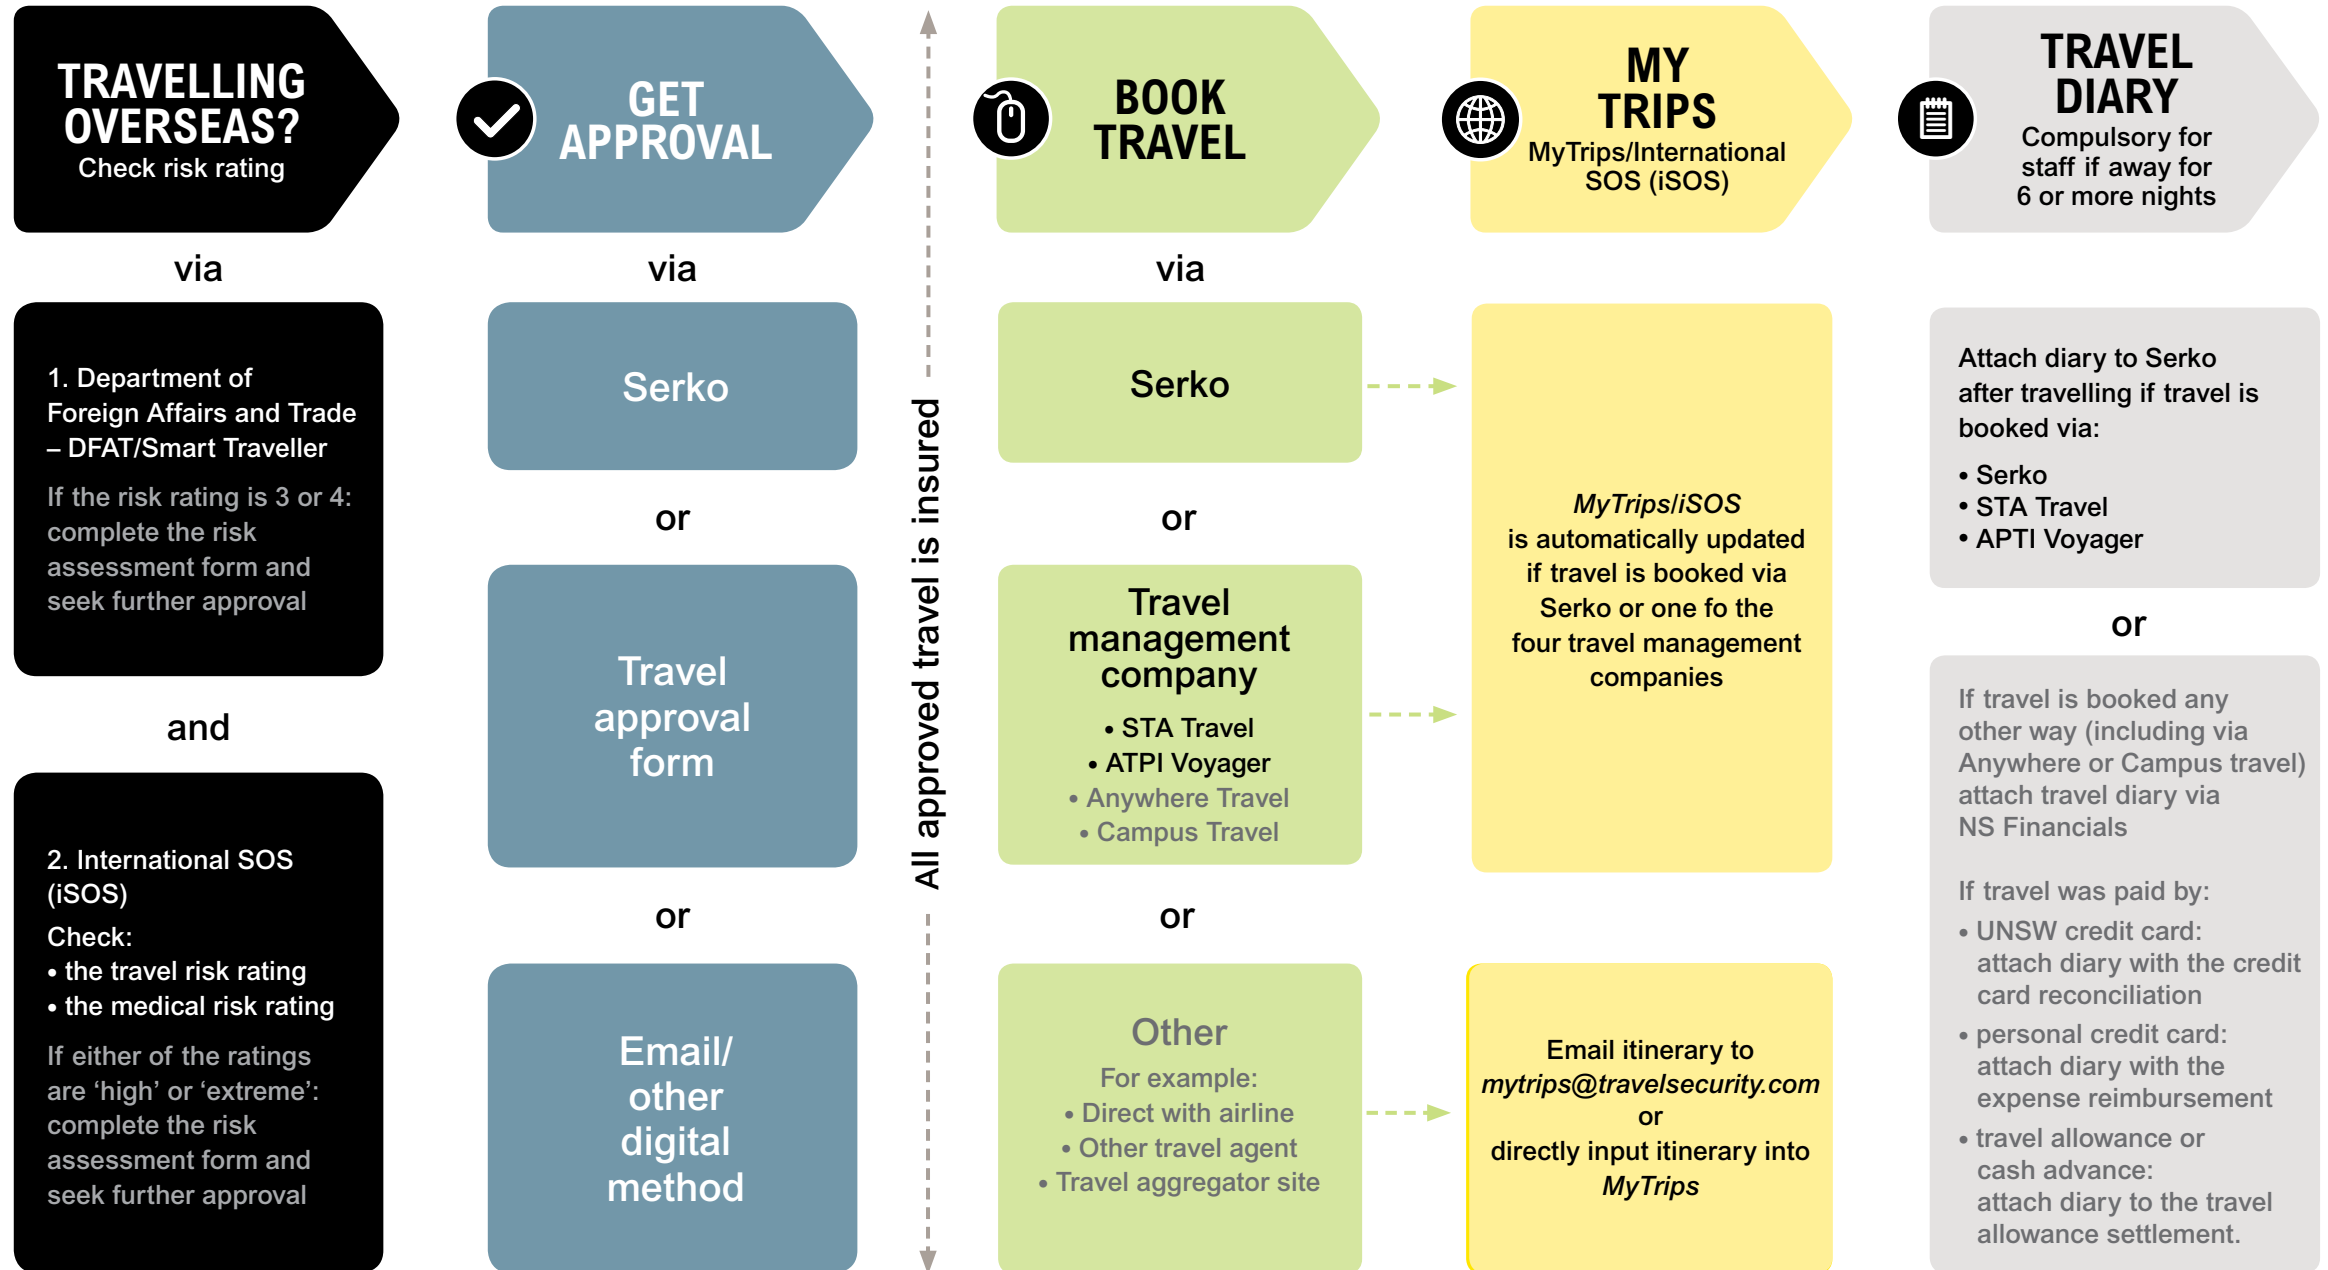 TRAVELLING
OVERSEAS?
Check risk rating
via
1. Department of
Foreign Affairs and Trade
– DFAT/Smart Traveller
If the risk rating is 3 or 4:
complete the risk
assessment form and
seek further approval
and
2. International SOS
(iSOS)
Check:
• the travel risk rating
• the medical risk rating
If either of the ratings
are ‘high’ or ‘extreme’:
complete the risk
assessment form and
seek further approval
GET
APPROVAL
via
Serko
or
Travel
approval
form
or
Email/
other
digital
method
All approved travel is insured
BOOK
TRAVEL
via
Serko
or
Travel
management
company
• STA Travel
• ATPI Voyager
• Anywhere Travel
• Campus Travel
or
Other
For example:
• Direct with airline
• Other travel agent
• Travel aggregator site
MY
TRIPS
MyTrips/International
SOS (iSOS)
MyTrips/iSOS
is automatically updated
if travel is booked via
Serko or one fo the
four travel management
companies
Email itinerary to
mytrips@travelsecurity.com
or
directly input itinerary into
MyTrips
TRAVEL
DIARY
Compulsory for
staff if away for
6 or more nights
Attach diary to Serko
after travelling if travel is
booked via:
• Serko
• STA Travel
• APTI Voyager
or
If travel is booked any
other way (including via
Anywhere or Campus travel)
attach travel diary via
NS Financials
If travel was paid by:
• UNSW credit card:
attach diary with the credit
card reconciliation
• personal credit card:
attach diary with the
expense reimbursement
• travel allowance or
cash advance:
attach diary to the travel
allowance settlement.